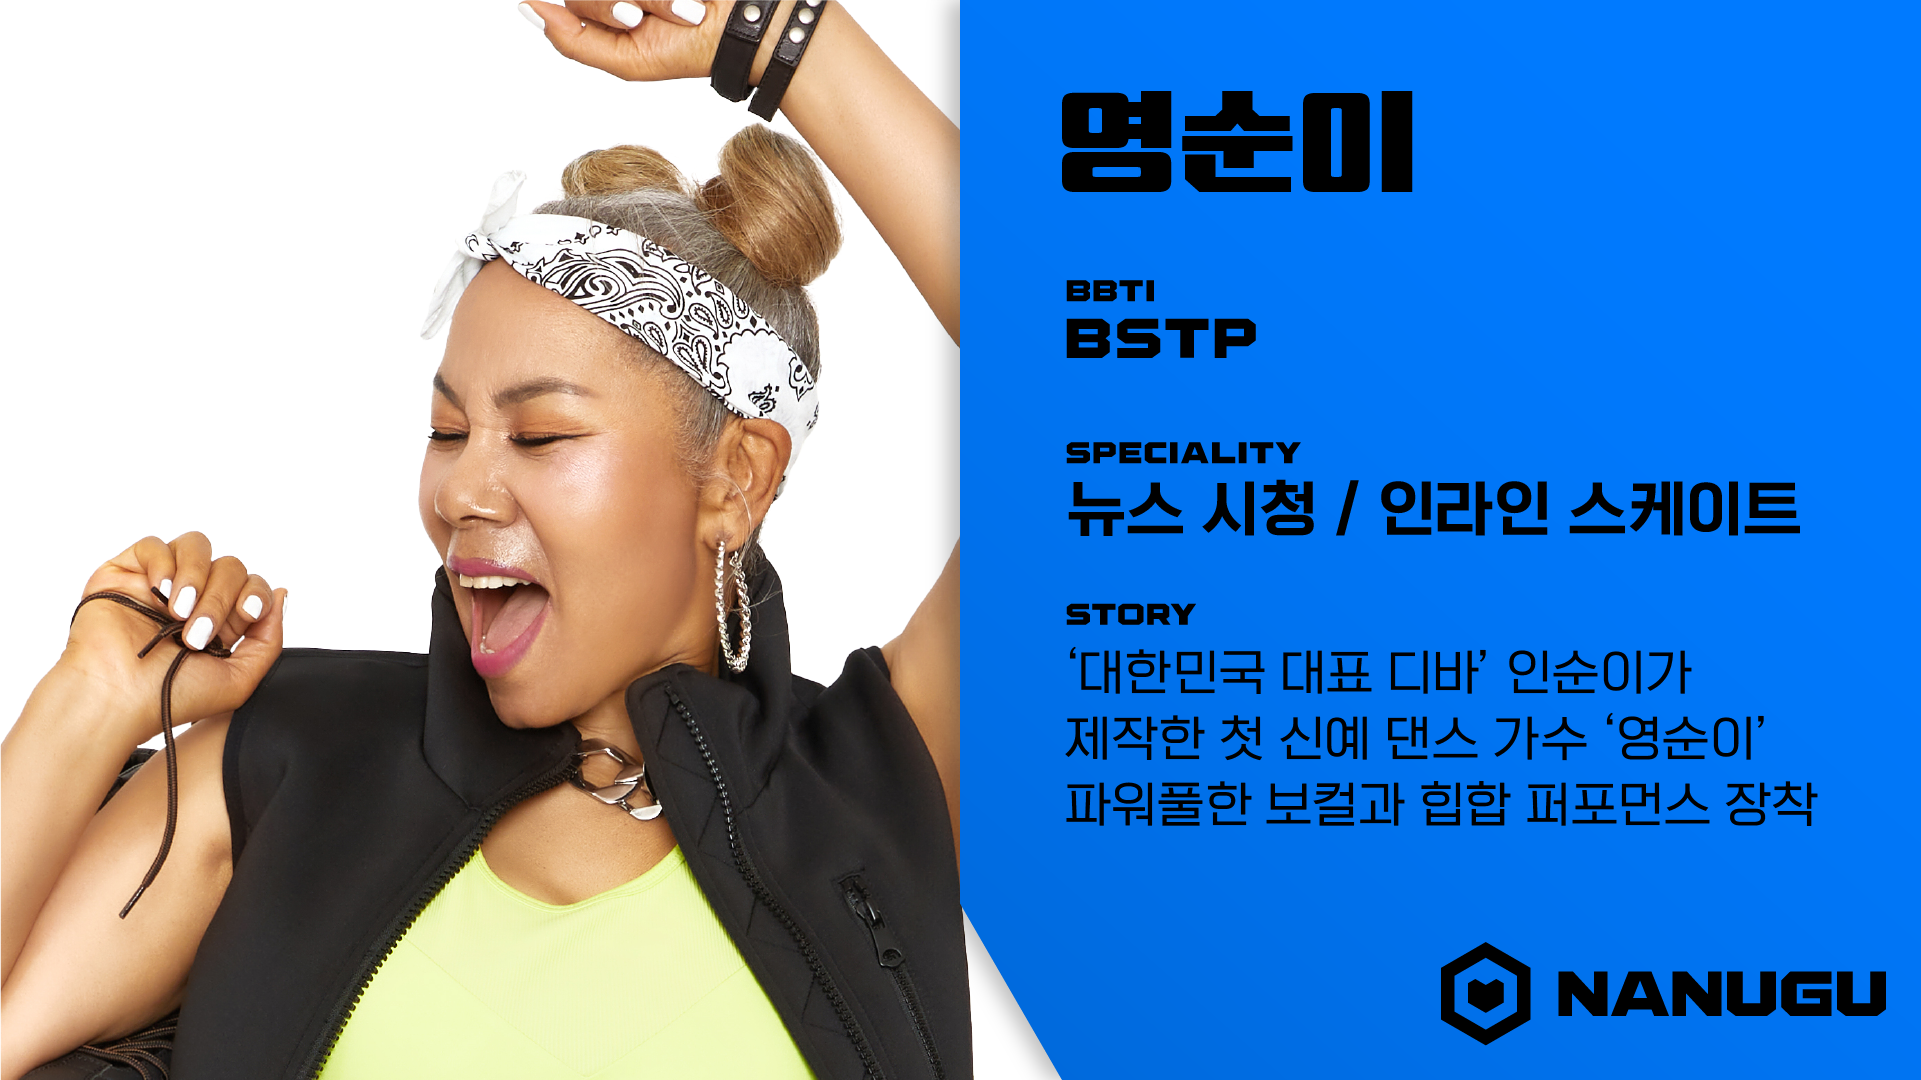 영순이
BBTI
BSTP
SPECIALITY
뉴스 시청 / 인라인 스케이트
STORY
‘대한민국 대표 디바’ 인순이가
제작한 첫 신예 댄스 가수 ‘영순이’
파워풀한 보컬과 힙합 퍼포먼스 장착
NANUGU